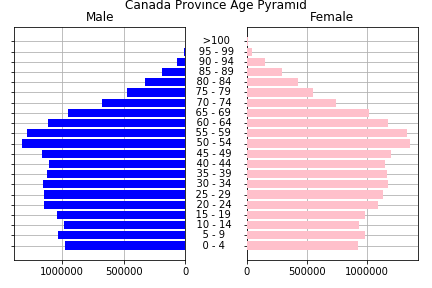 Canada Province Age Pyramid
Male Female
>100
95 - 99
90 - 94
85 - 89
80 - 84
75 - 79
70 - 74
65 - 69
60 - 64
55 - 59
50 - 54
45 - 49
40 - 44
35 - 39
30 - 34
25 - 29
20 - 24
15 - 19
10 - 14
5 - 9
0 - 4
1000000 500000 0 0 500000 1000000